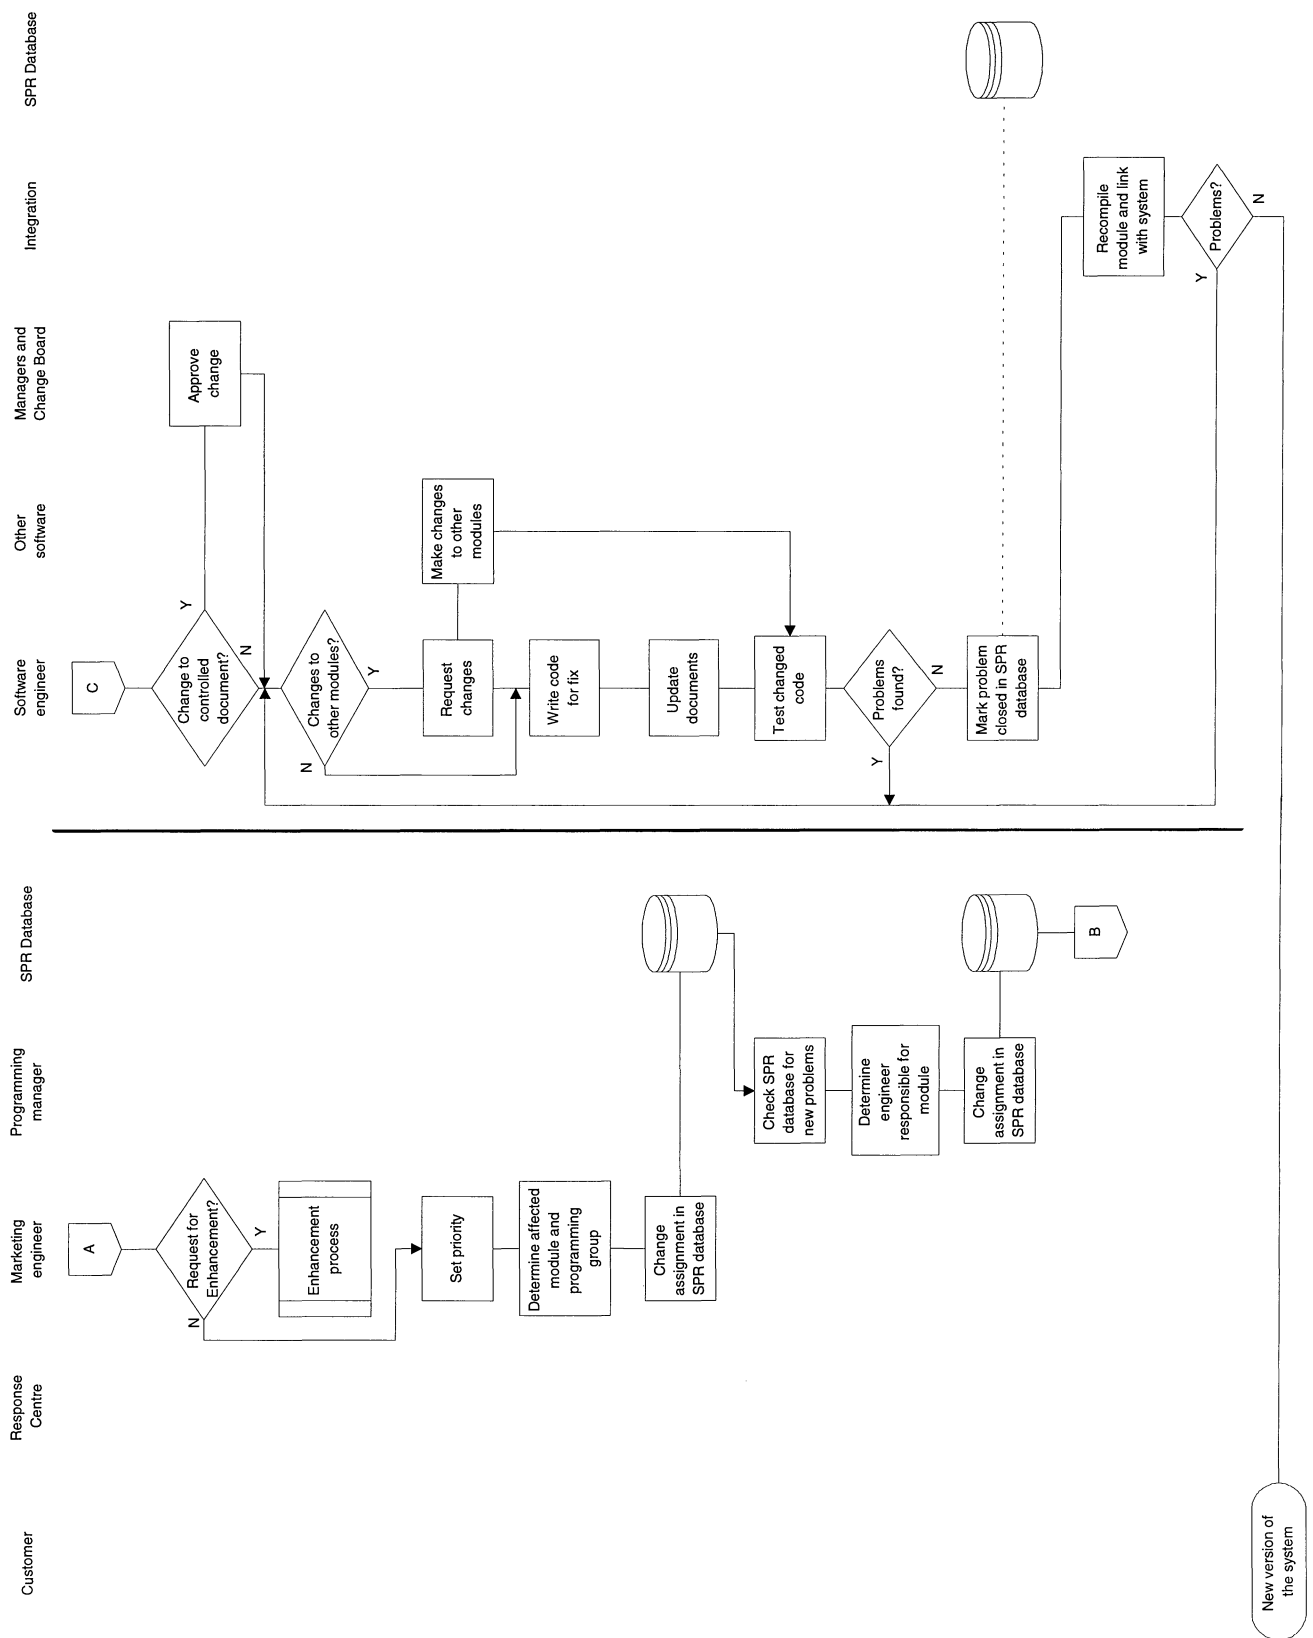 Customer
Response
Centre
Marketing
engineer
Programming
manager
SPR Database
Software
engineer
Other
software
Managers and
Change Board
Integration
SPR Database
A
Request for
Enhancement?
N
Y
Enhancement
process
Set priority
Determine affected
module and
programming
group
Change
assignment in
SPR database
Check SPR
database for
new problems
Determine
engineer
responsible for
module
Change
assignment in
SPR database
B
C
Change to
controlled
document?
Y
N
Approve
change
Changes to
other modules?
N
Y
Request
changes
Make changes
to other
modules
Write code
for fix
Update
documents
Test changed
code
Problems
found?
Y
N
Mark problem
closed in SPR
database
Recompile
module and link
with system
Problems?
Y
N
New version of
the system